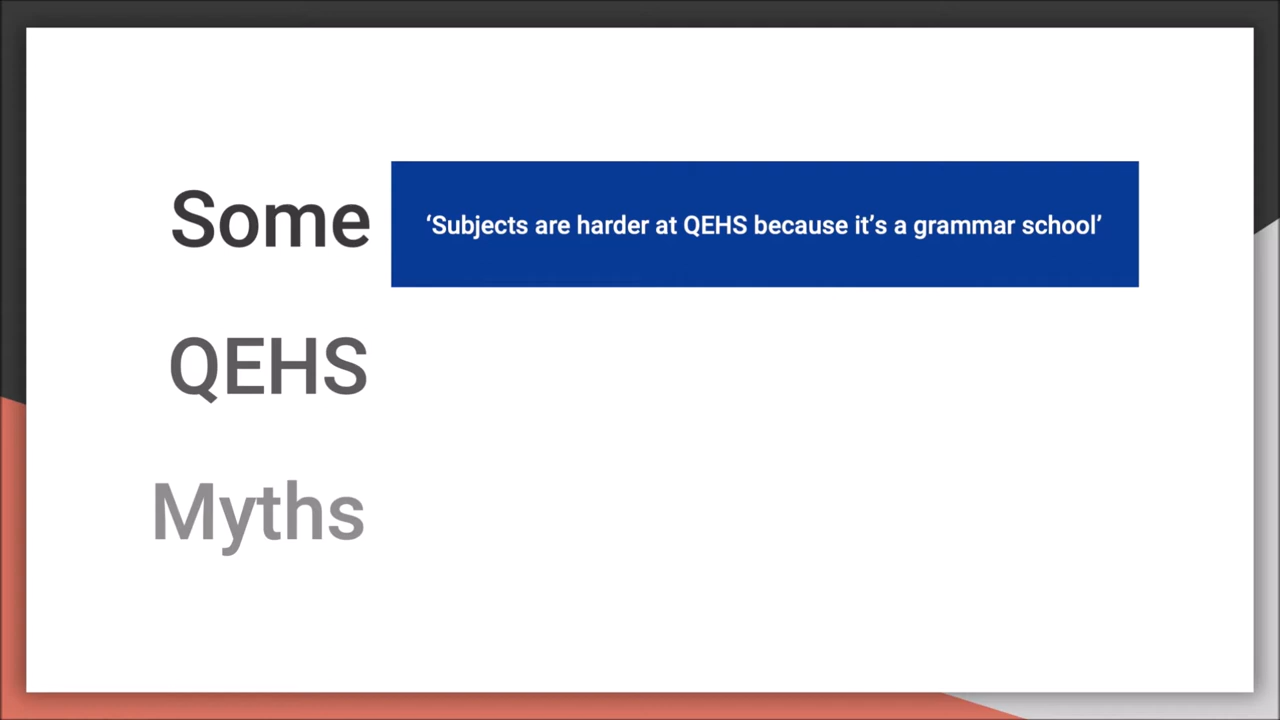 Some
‘Subjects are harder at QEHS because it’s a grammar school’
QEHS
Myths